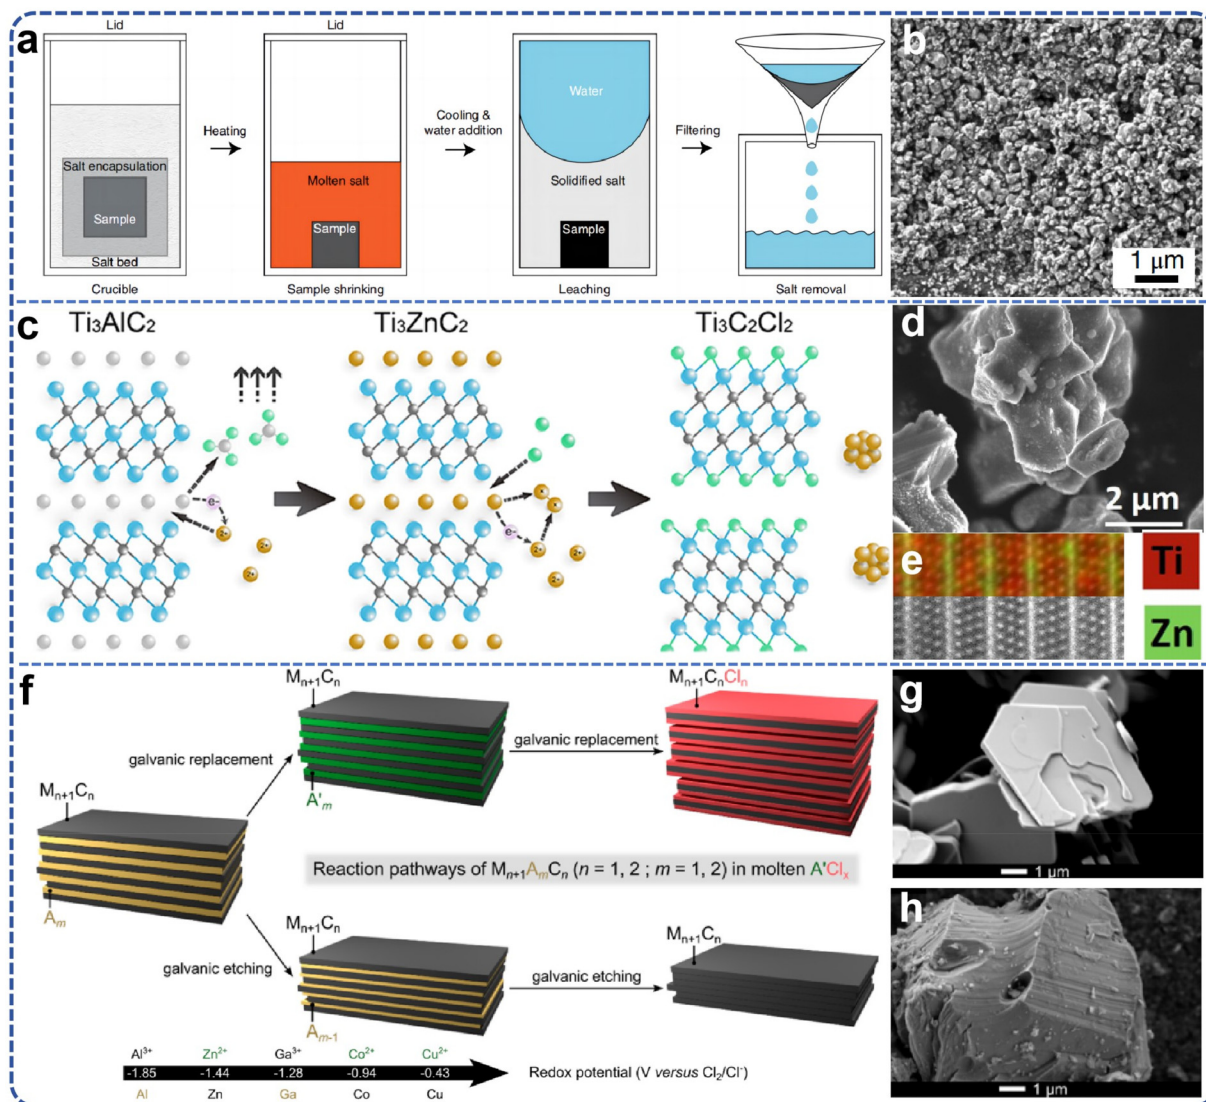 a
Lid
Lid
Heating
Cooling &
water addition
Filtering
Water
Salt encapsulation
Molten salt
Solidified salt
Sample
Sample
Sample
Salt bed
Crucible
Sample shrinking
Leaching
Salt removal
b
1 μm
c
Ti₃AlC₂
Ti₃ZnC₂
Ti₃C₂Cl₂
e⁻
2+
2+
e⁻
2+
2+
2+
d
2 μm
e
Ti
Zn
f
Mₙ₊₁Cₙ
Mₙ₊₁CₙClₙ
galvanic replacement
galvanic replacement
A'ₘ
Mₙ₊₁Cₙ
Aₘ
Reaction pathways of Mₙ₊₁AₘCₙ (n = 1, 2 ; m = 1, 2) in molten A'Clₓ
Mₙ₊₁Cₙ
Mₙ₊₁Cₙ
galvanic etching
galvanic etching
Aₘ₋₁
Al³⁺ Zn²⁺ Ga³⁺ Co²⁺ Cu²⁺
-1.85 -1.44 -1.28 -0.94 -0.43
Al Zn Ga Co Cu
Redox potential (V versus Cl₂/Cl⁻)
g
1 μm
h
1 μm